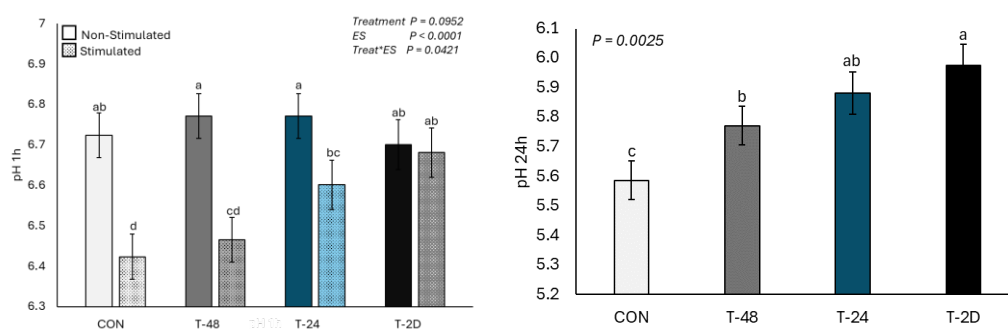 7
Non-Stimulated
Stimulated
Treatment P = 0.0952
ES P < 0.0001
Treat*ES P = 0.0421
6.9
6.8
6.7
6.6
6.5
6.4
6.3
pH 1h
ab
d
a
cd
a
bc
ab
ab
CON
T-48
T-24
T-2D
6.1
6.0
5.9
5.8
5.7
5.6
5.5
5.4
5.3
5.2
pH 24h
P = 0.0025
c
b
ab
a
CON
T-48
T-24
T-2D